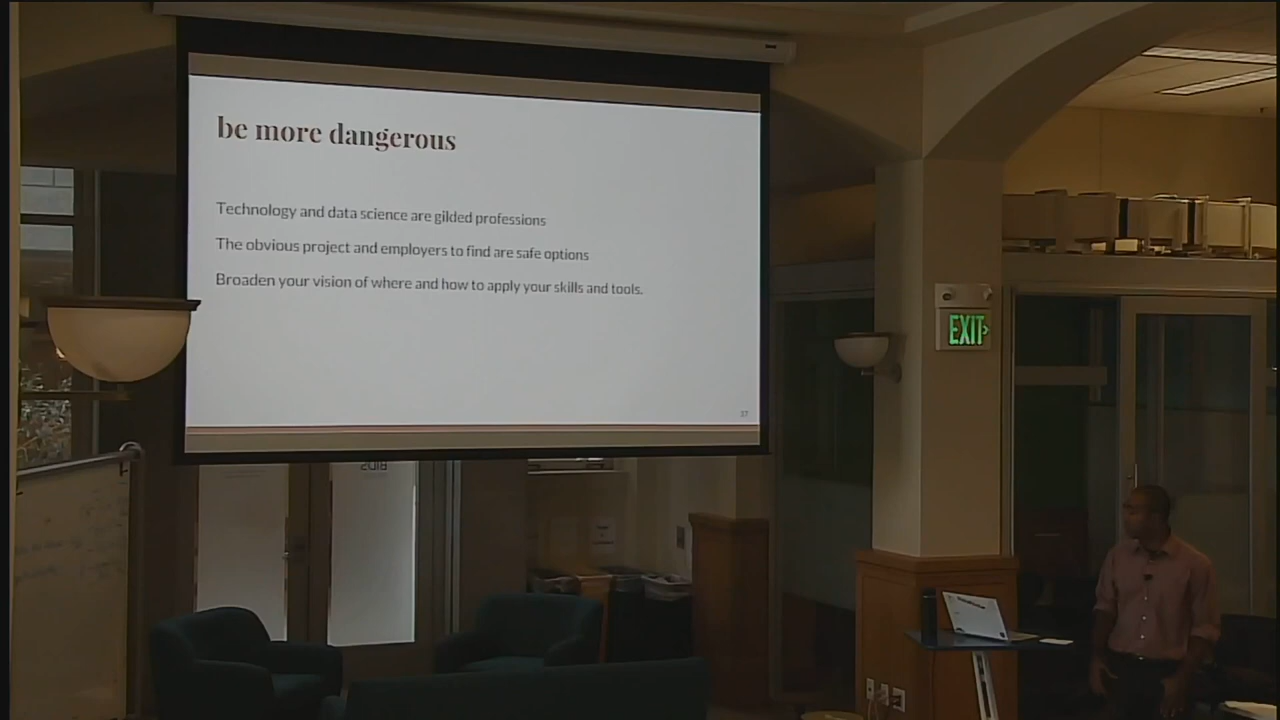 be more dangerous
Technology and data science are gilded professions
The obvious project and employers to find are safe options
Broaden your vision of where and how to apply your skills and tools.
37
EXIT
2018